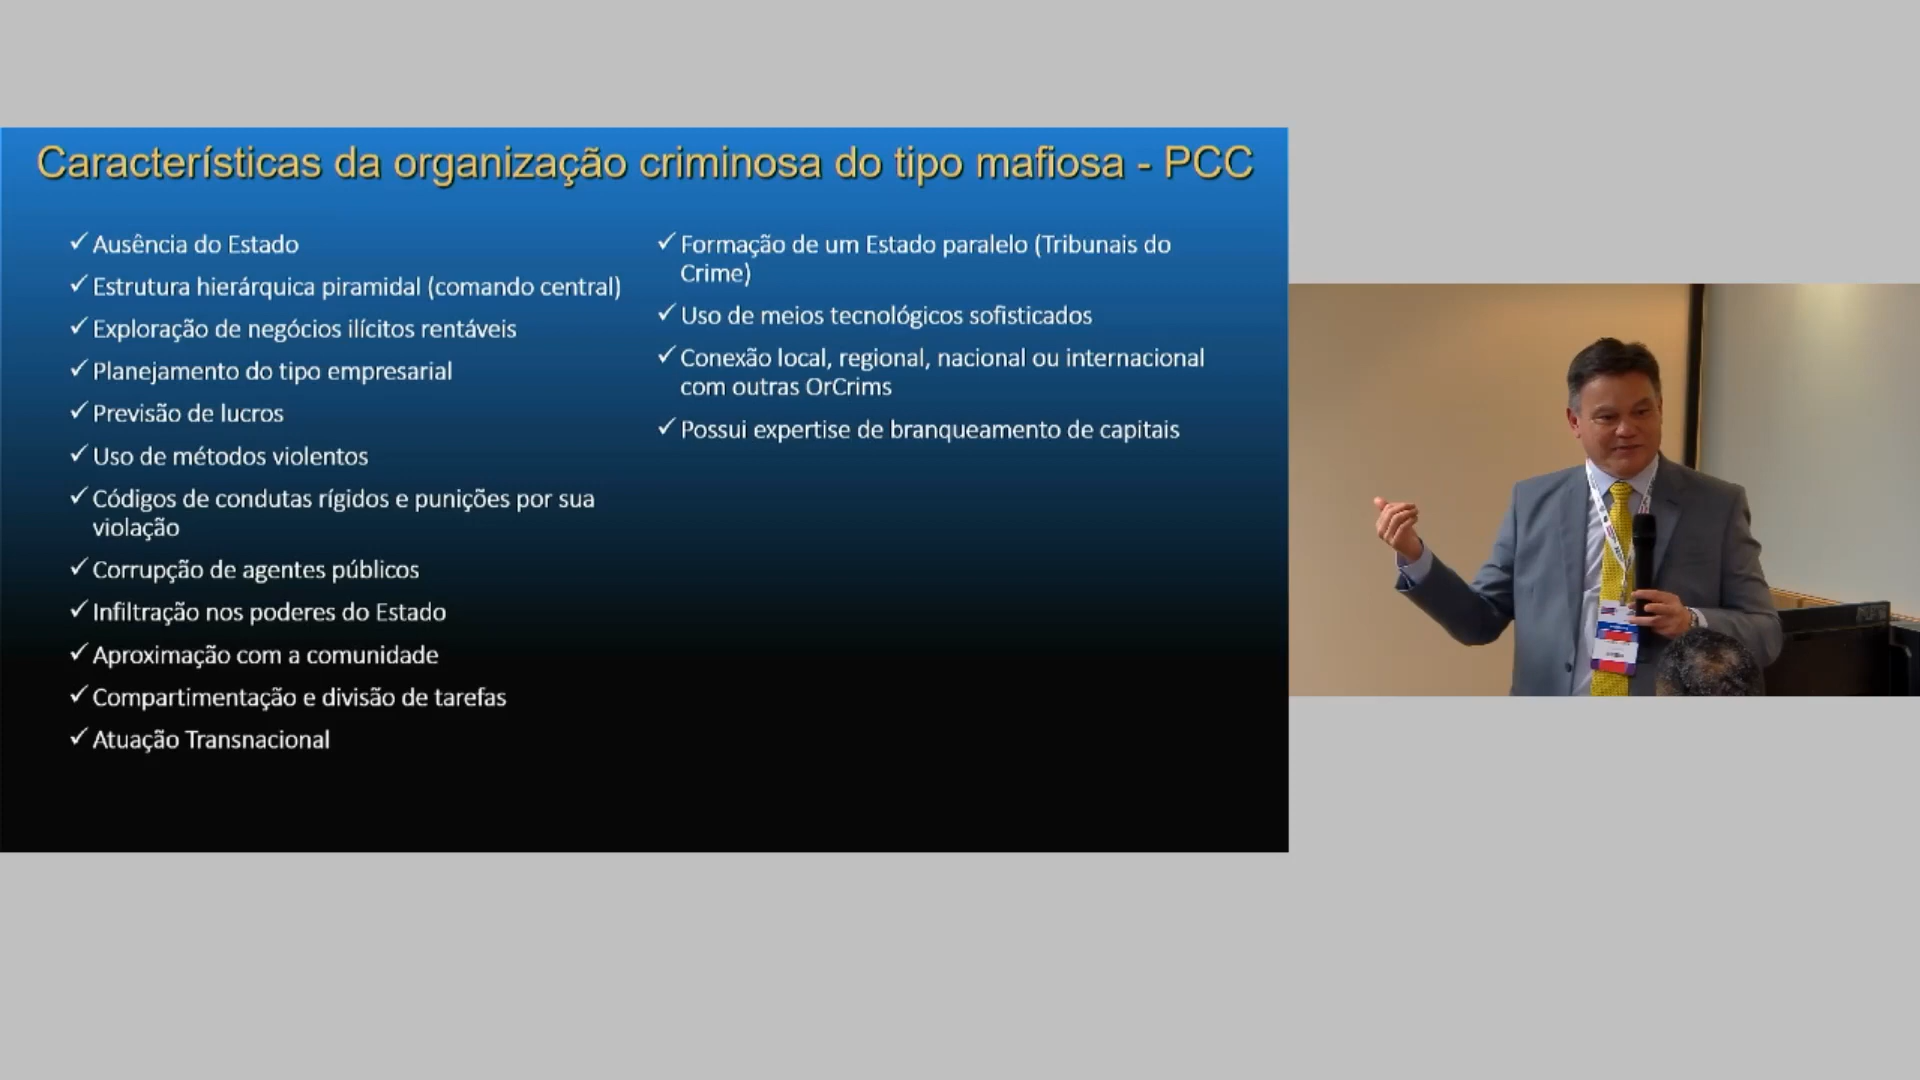 Características da organização criminosa do tipo mafiosa - PCC
✓ Ausência do Estado
✓ Estrutura hierárquica piramidal (comando central)
✓ Exploração de negócios ilícitos rentáveis
✓ Planejamento do tipo empresarial
✓ Previsão de lucros
✓ Uso de métodos violentos
✓ Códigos de condutas rígidos e punições por sua
violação
✓ Corrupção de agentes públicos
✓ Infiltração nos poderes do Estado
✓ Aproximação com a comunidade
✓ Compartimentação e divisão de tarefas
✓ Atuação Transnacional
✓ Formação de um Estado paralelo (Tribunais do
Crime)
✓ Uso de meios tecnológicos sofisticados
✓ Conexão local, regional, nacional ou internacional
com outras OrCrims
✓ Possui expertise de branqueamento de capitais